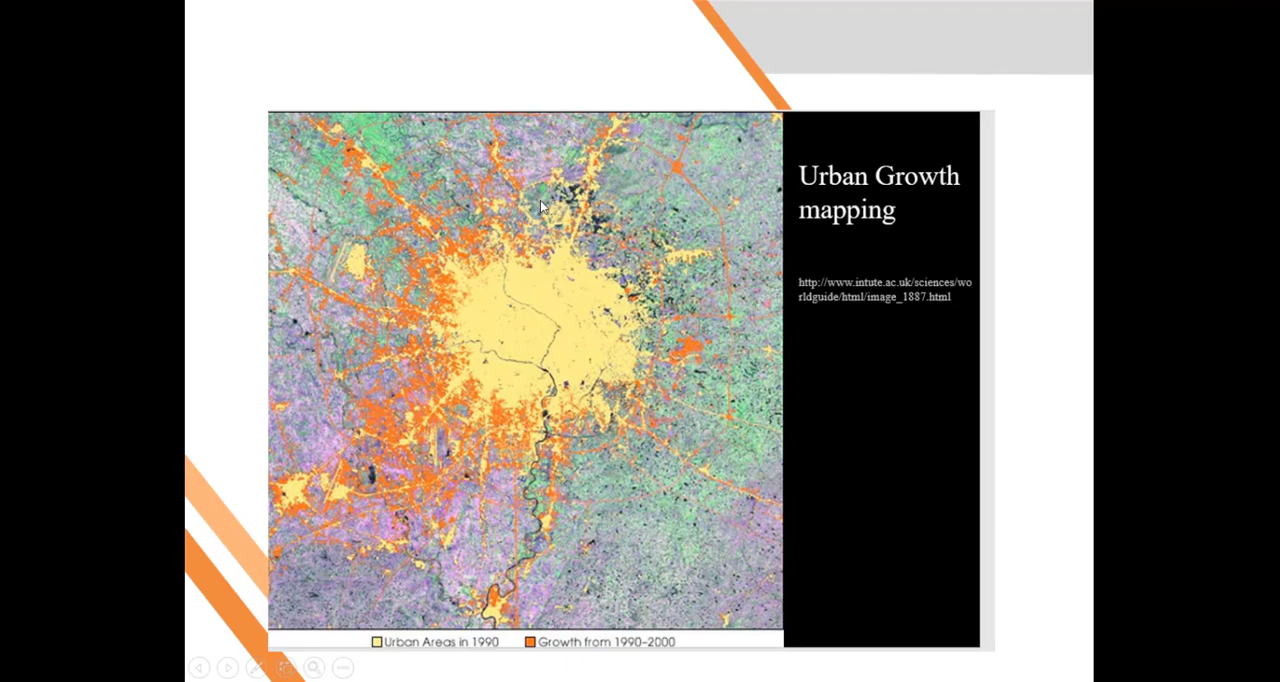 Urban Growth
mapping
http://www.intute.ac.uk/sciences/wo
rldguide/html/image_1887.html
Urban Areas in 1990
Growth from 1990–2000